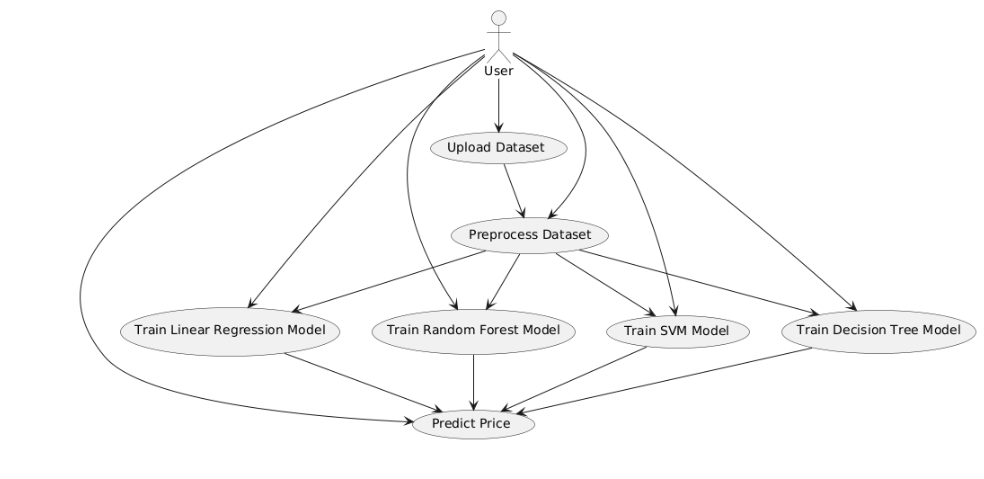 User
Upload Dataset
Preprocess Dataset
Train Linear Regression Model
Train Random Forest Model
Train SVM Model
Train Decision Tree Model
Predict Price